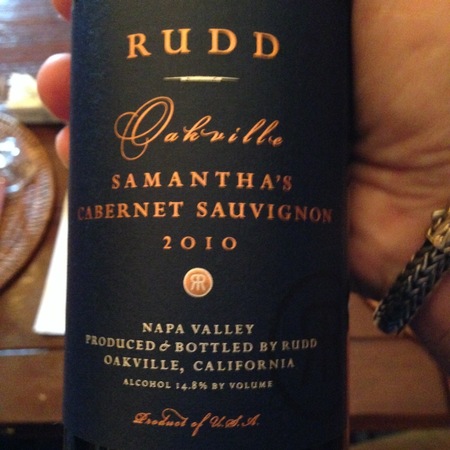 RUDD
Oakville
SAMANTHA'S
CABERNET SAUVIGNON
2010
NAPA VALLEY
PRODUCED & BOTTLED BY RUDD
OAKVILLE, CALIFORNIA
ALCOHOL 14.8% BY VOLUME
Product of U.S.A.